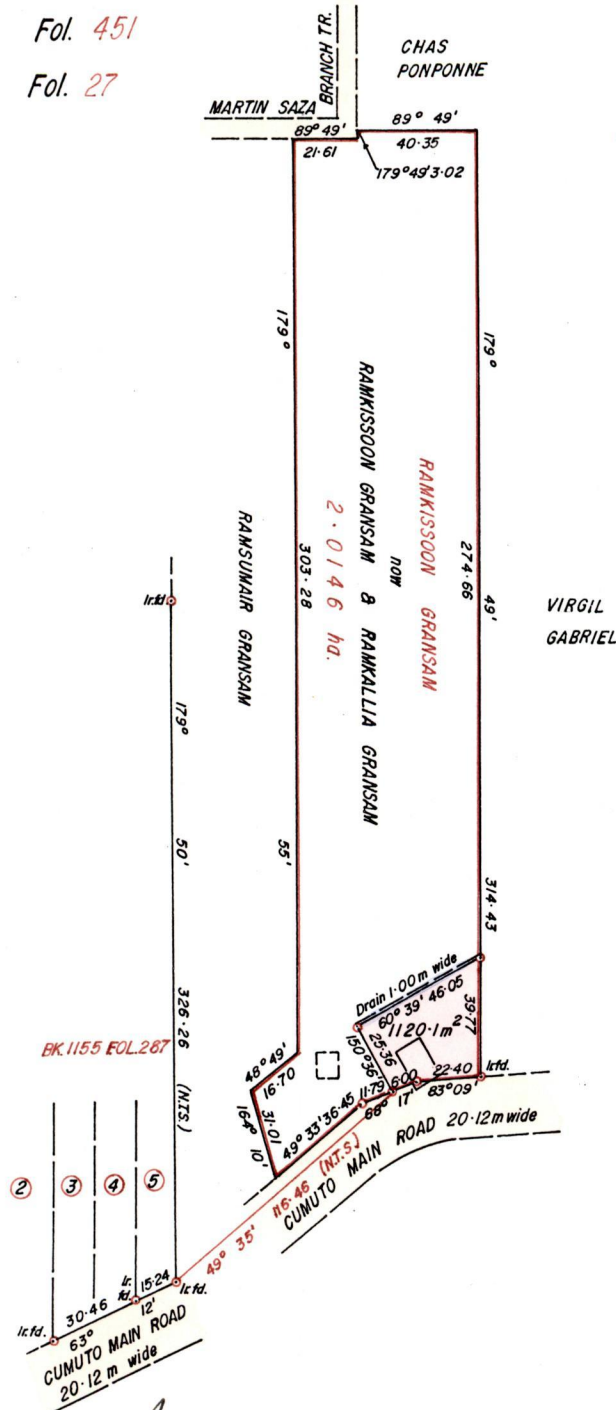 Fol. 451
Fol. 27
BRANCH TR.
CHAS
PONPONNE
MARTIN SAZA
89° 49'
21·61
89° 49'
40·35
179° 49' 3·02
179°
55'
303·28
179°
49'
274·66
314·43
RAMKISSOON GRANSAM
now
RAMKISSOON GRANSAM & RAMKALLIA GRANSAM
2·0146 ha.
RAMSUMAIR GRANSAM
VIRGIL
GABRIEL
Ir.fd
179°
50'
326·26 (N.T.S.)
Drain 1·00 m wide
60° 39' 46·05
1120·1m²
39·77
25·36
150° 36'
22·40
83° 09'
Ir.fd.
6·00
11·79
66° 17'
48° 49'
16·70
31·01
164° 10'
49° 33' 36·45
CUMUTO MAIN ROAD 20·12 m wide
49° 35' 116·46 (N.T.S.)
BK.1155 FOL.267
2
3
4
5
Ir.fd.
30·46
63°
Ir.
fd.
15·24
12'
Ir.fd.
CUMUTO MAIN ROAD
20·12 m wide